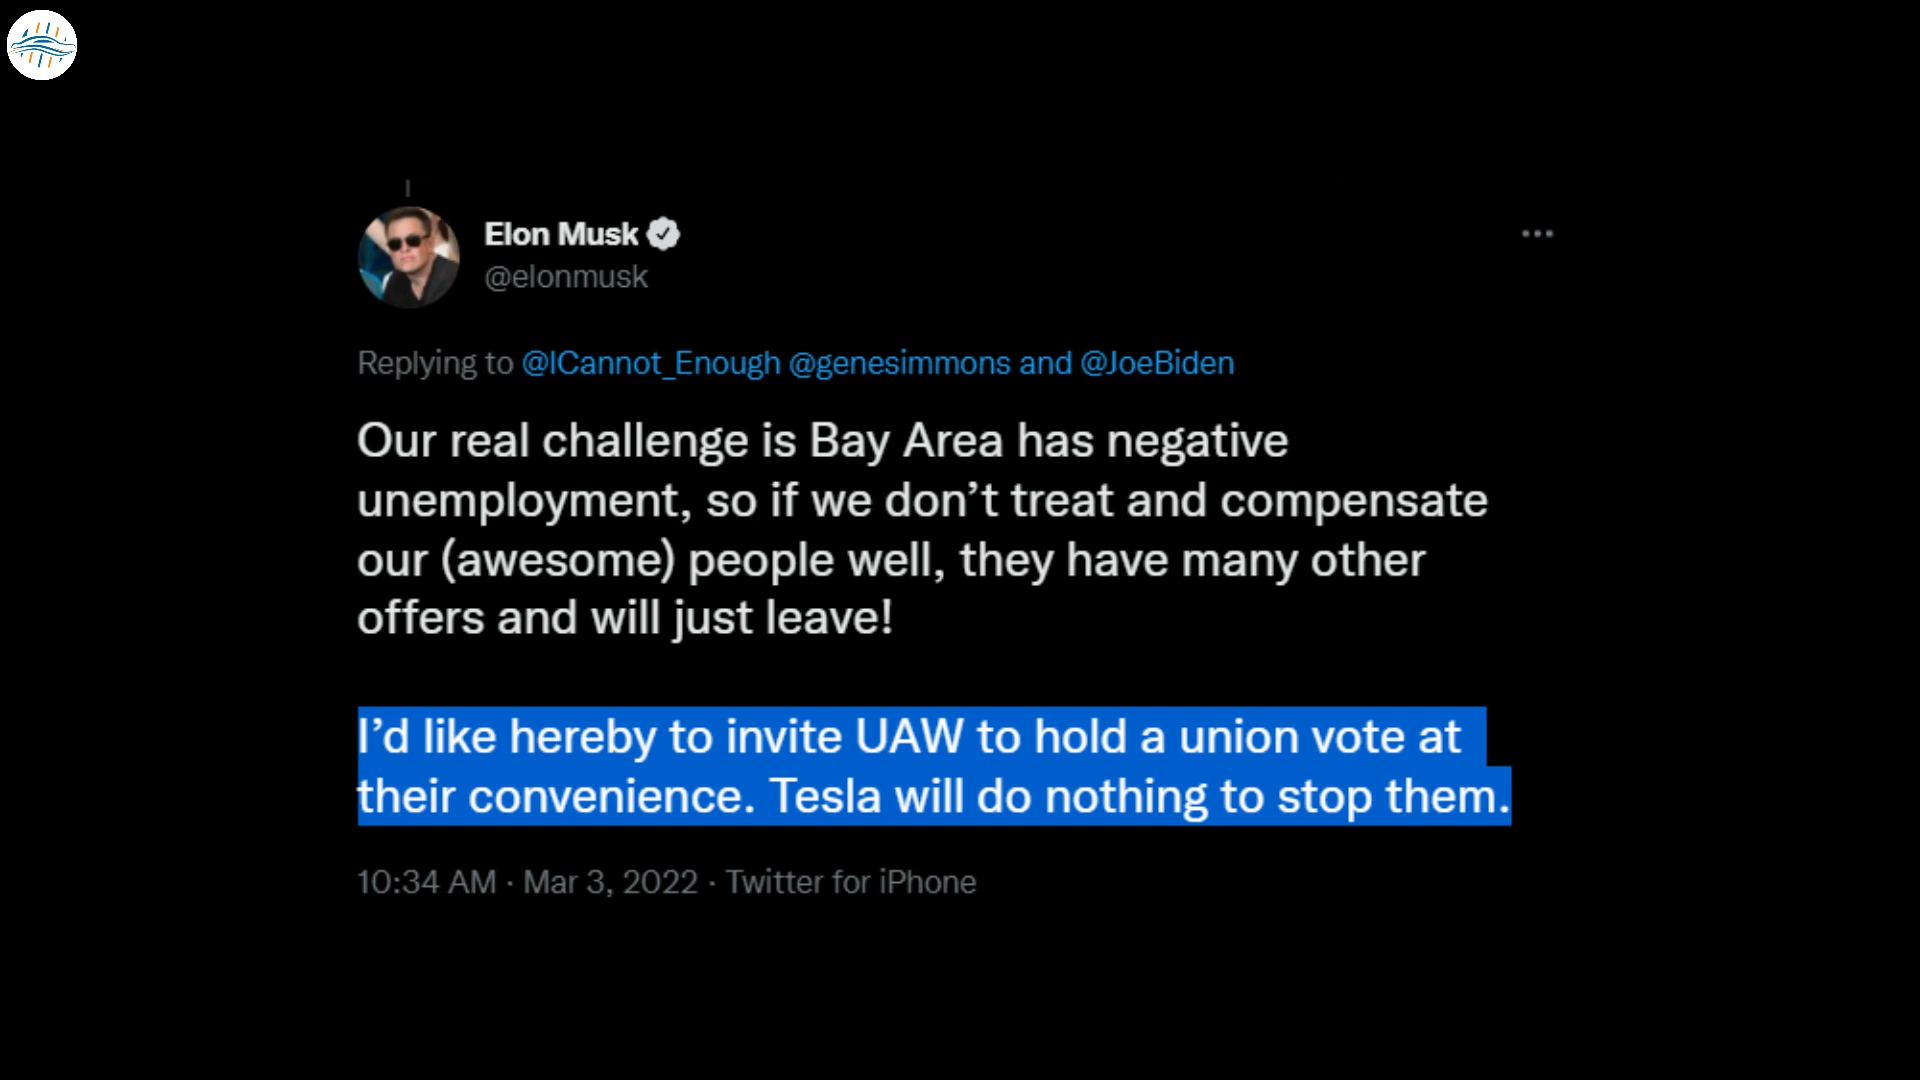 Elon Musk
@elonmusk
Replying to @ICannot_Enough @genesimmons and @JoeBiden
Our real challenge is Bay Area has negative
unemployment, so if we don’t treat and compensate
our (awesome) people well, they have many other
offers and will just leave!
I’d like hereby to invite UAW to hold a union vote at
their convenience. Tesla will do nothing to stop them.
10:34 AM · Mar 3, 2022 · Twitter for iPhone